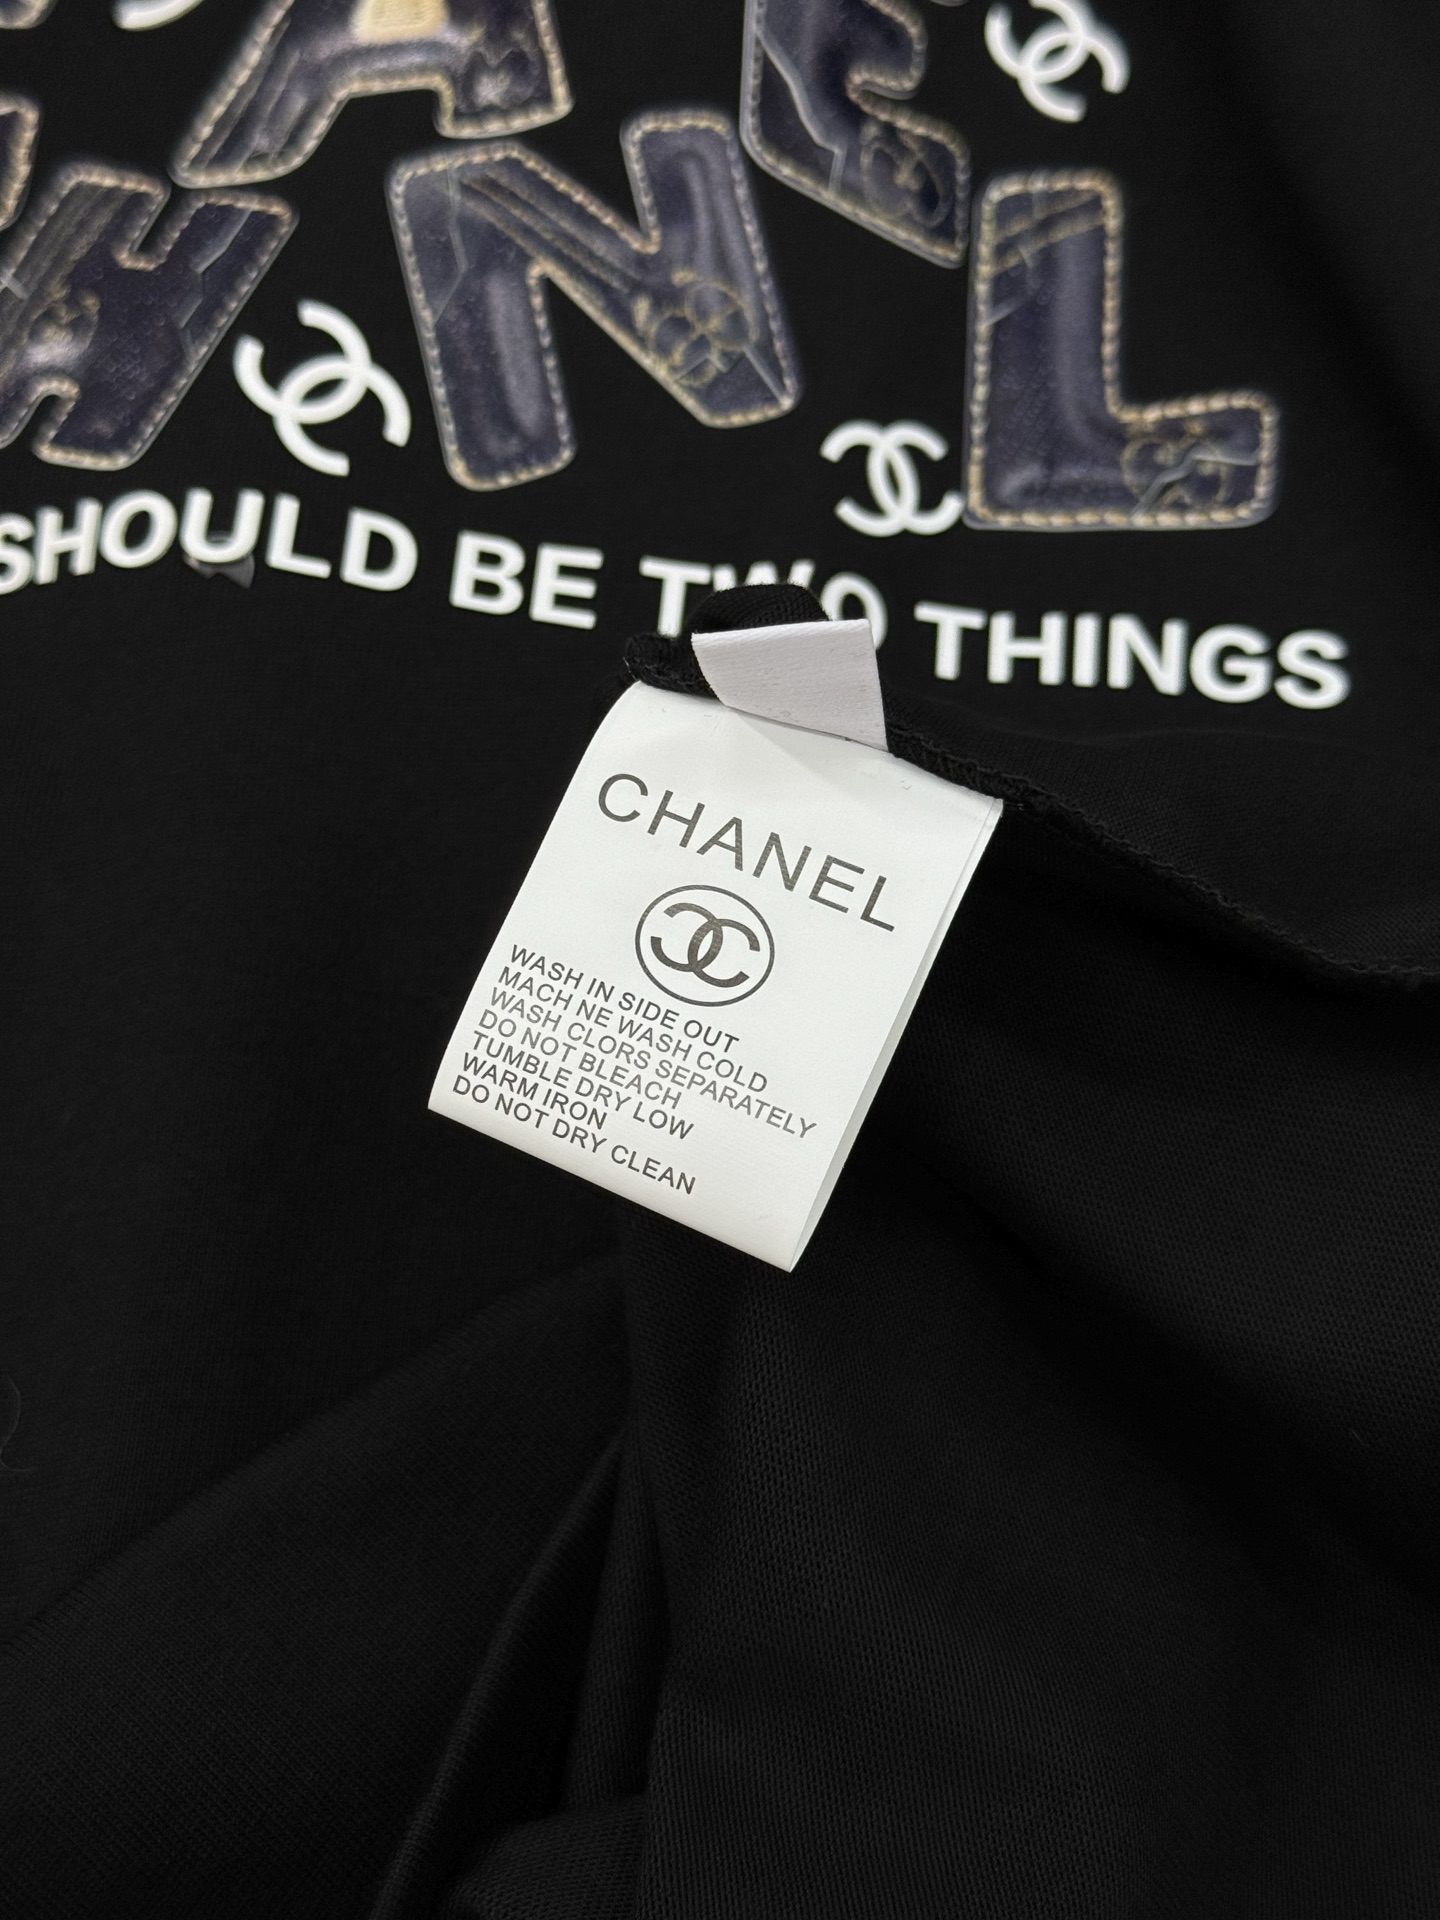 A E
H N L
SHOULD BE TWO THINGS
CHANEL
WASH IN SIDE OUT
MACH NE WASH COLD
WASH CLORS SEPARATELY
DO NOT BLEACH
TUMBLE DRY LOW
WARM IRON
DO NOT DRY CLEAN